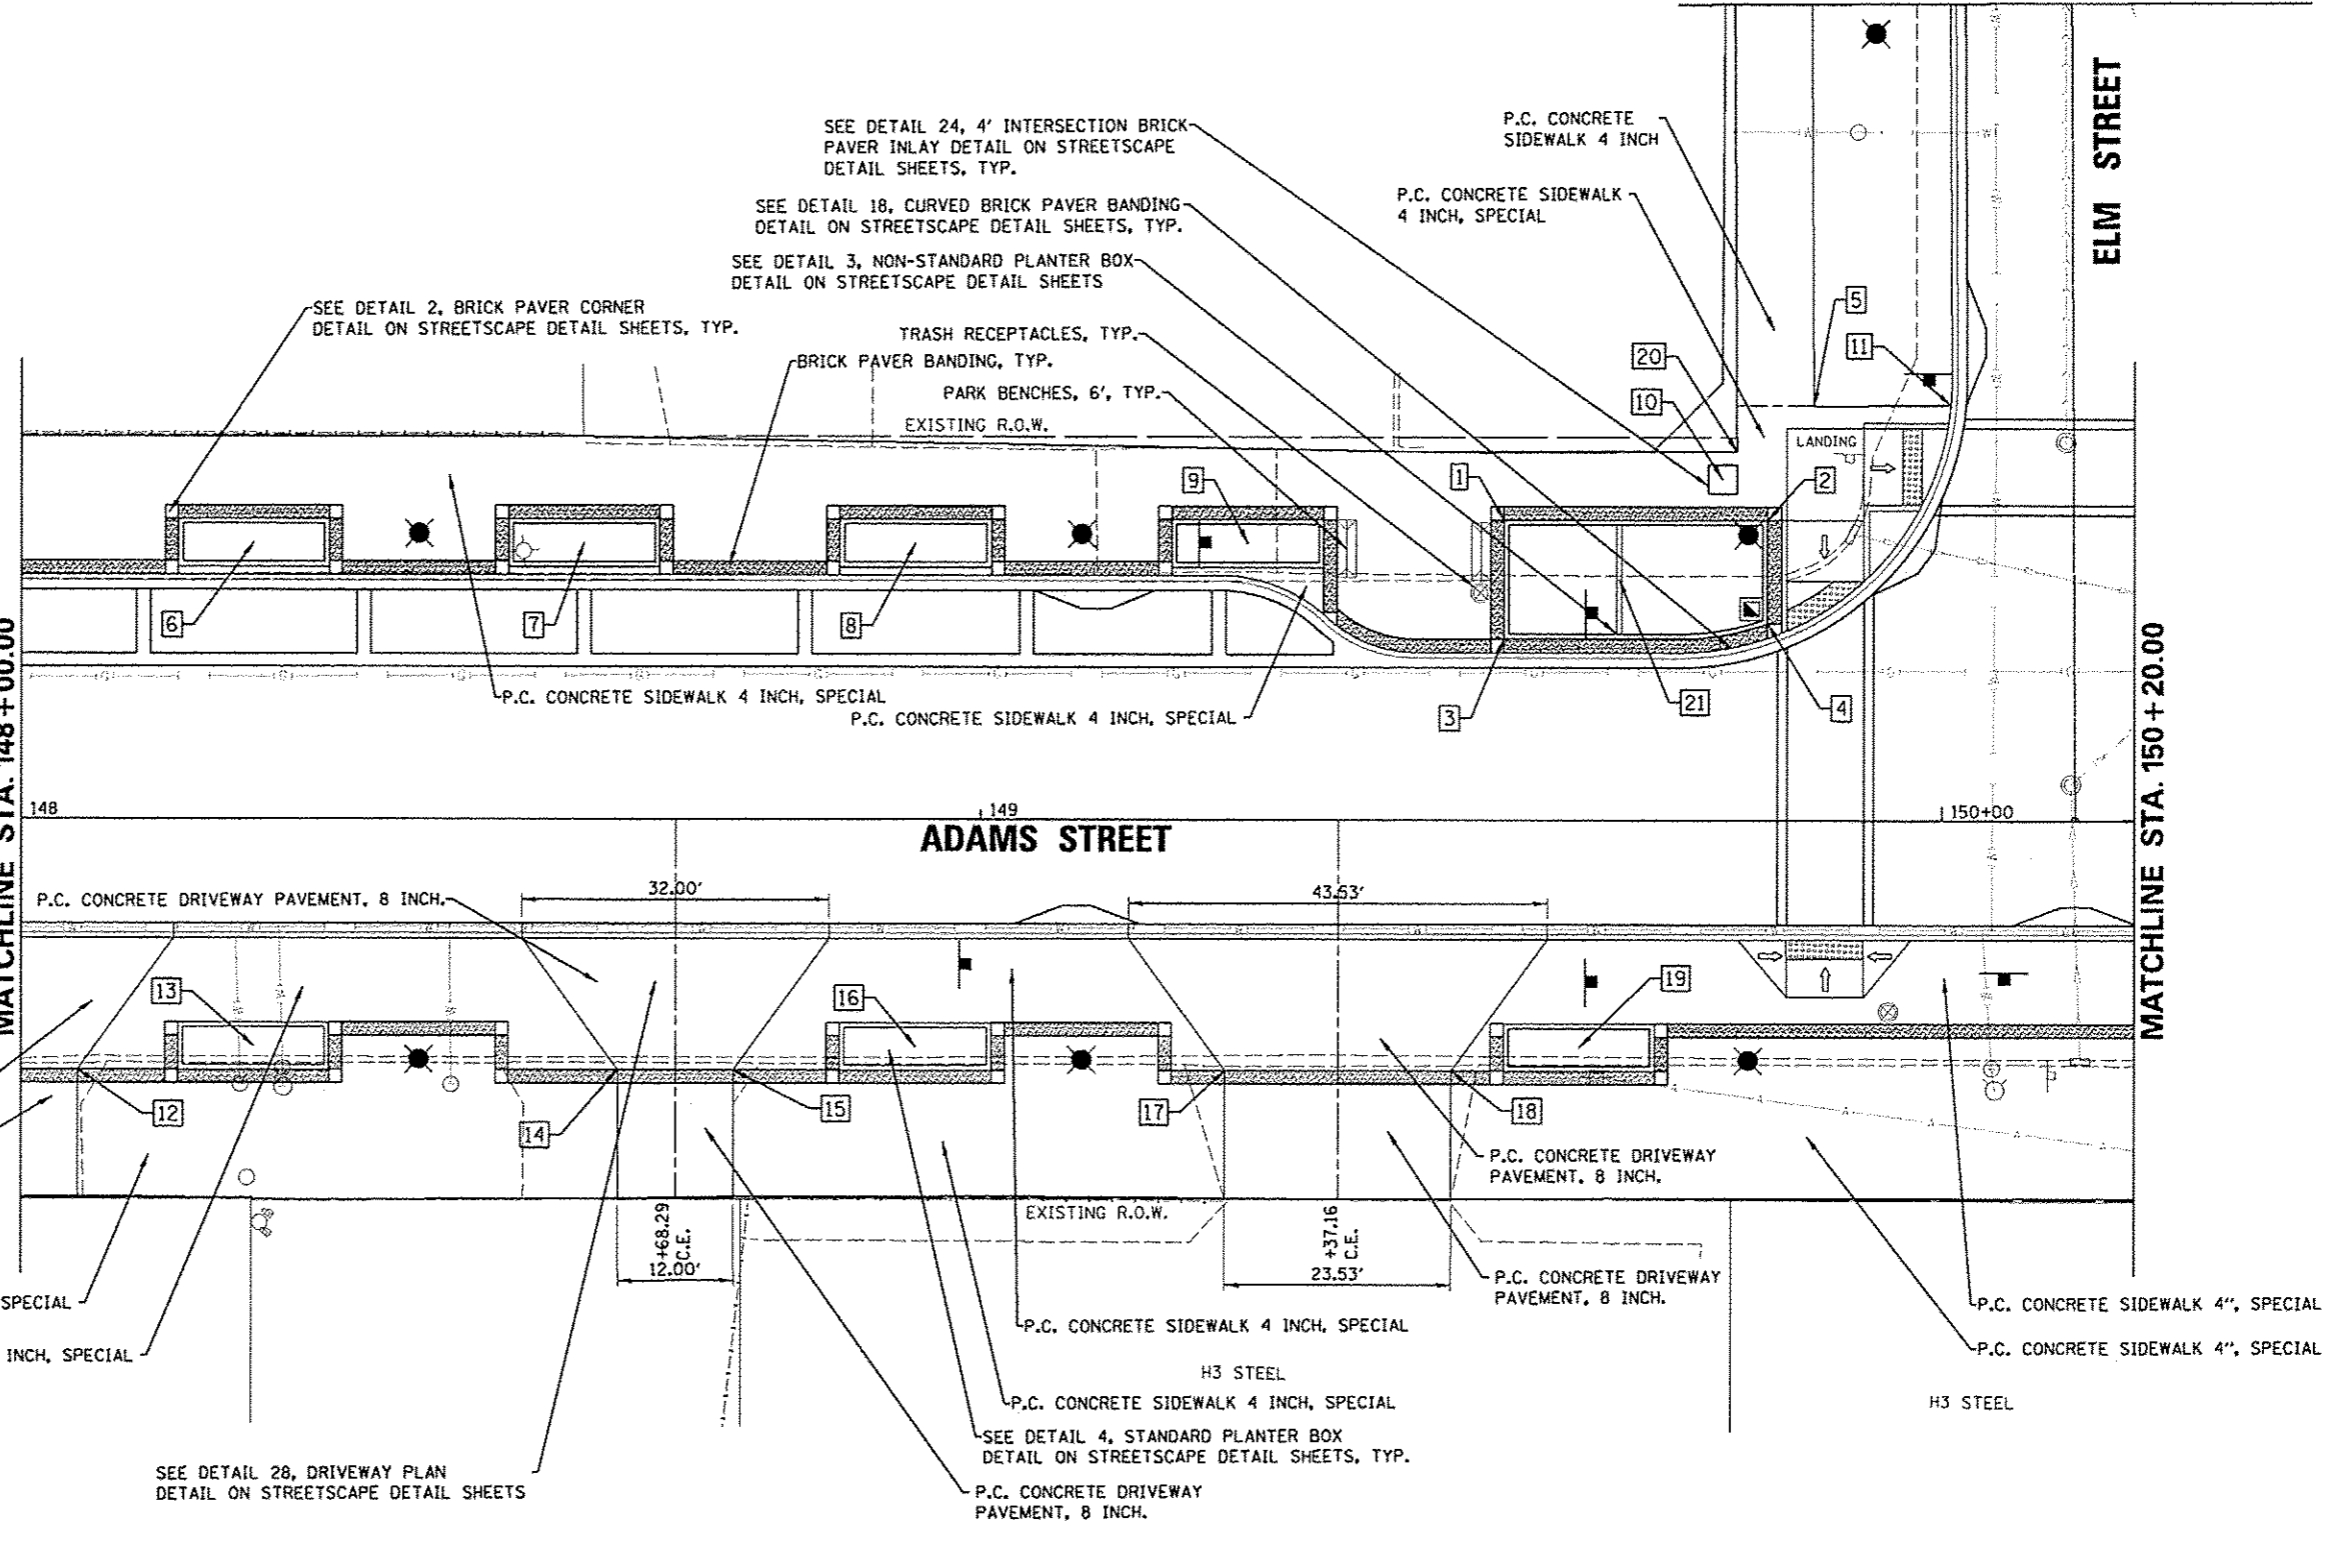 SEE DETAIL 24, 4' INTERSECTION BRICK
PAVER INLAY DETAIL ON STREETSCAPE
DETAIL SHEETS, TYP.
P.C. CONCRETE
SIDEWALK 4 INCH
ELM STREET
SEE DETAIL 18, CURVED BRICK PAVER BANDING
DETAIL ON STREETSCAPE DETAIL SHEETS, TYP.
P.C. CONCRETE SIDEWALK
4 INCH, SPECIAL
SEE DETAIL 3, NON-STANDARD PLANTER BOX
DETAIL ON STREETSCAPE DETAIL SHEETS
SEE DETAIL 2, BRICK PAVER CORNER
DETAIL ON STREETSCAPE DETAIL SHEETS, TYP.
TRASH RECEPTACLES, TYP.
BRICK PAVER BANDING, TYP.
PARK BENCHES, 6', TYP.
EXISTING R.O.W.
5
11
20
10
LANDING
9
1
2
6
7
8
3
21
4
P.C. CONCRETE SIDEWALK 4 INCH, SPECIAL
P.C. CONCRETE SIDEWALK 4 INCH, SPECIAL
MATCHLINE STA. 148+00.00
MATCHLINE STA. 150+20.00
148
149
150+00
ADAMS STREET
P.C. CONCRETE DRIVEWAY PAVEMENT, 8 INCH.
32.00'
43.53'
13
16
19
12
14
15
17
18
P.C. CONCRETE DRIVEWAY
PAVEMENT, 8 INCH.
EXISTING R.O.W.
+68.29
C.E.
12.00'
+37.16
C.E.
23.53'
P.C. CONCRETE DRIVEWAY
PAVEMENT, 8 INCH.
SPECIAL
INCH, SPECIAL
P.C. CONCRETE SIDEWALK 4 INCH, SPECIAL
P.C. CONCRETE SIDEWALK 4", SPECIAL
P.C. CONCRETE SIDEWALK 4", SPECIAL
H3 STEEL
H3 STEEL
P.C. CONCRETE SIDEWALK 4 INCH, SPECIAL
SEE DETAIL 4, STANDARD PLANTER BOX
DETAIL ON STREETSCAPE DETAIL SHEETS, TYP.
SEE DETAIL 28, DRIVEWAY PLAN
DETAIL ON STREETSCAPE DETAIL SHEETS
P.C. CONCRETE DRIVEWAY
PAVEMENT, 8 INCH.